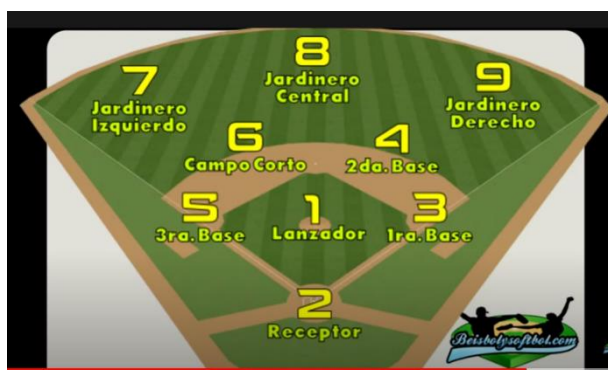 8
Jardinero
Central
7
Jardinero
Izquierdo
9
Jardinero
Derecho
6
Campo Corto
4
2da. Base
5
3ra. Base
1
Lanzador
3
1ra. Base
2
Receptor
Beisbolysoftbol.com